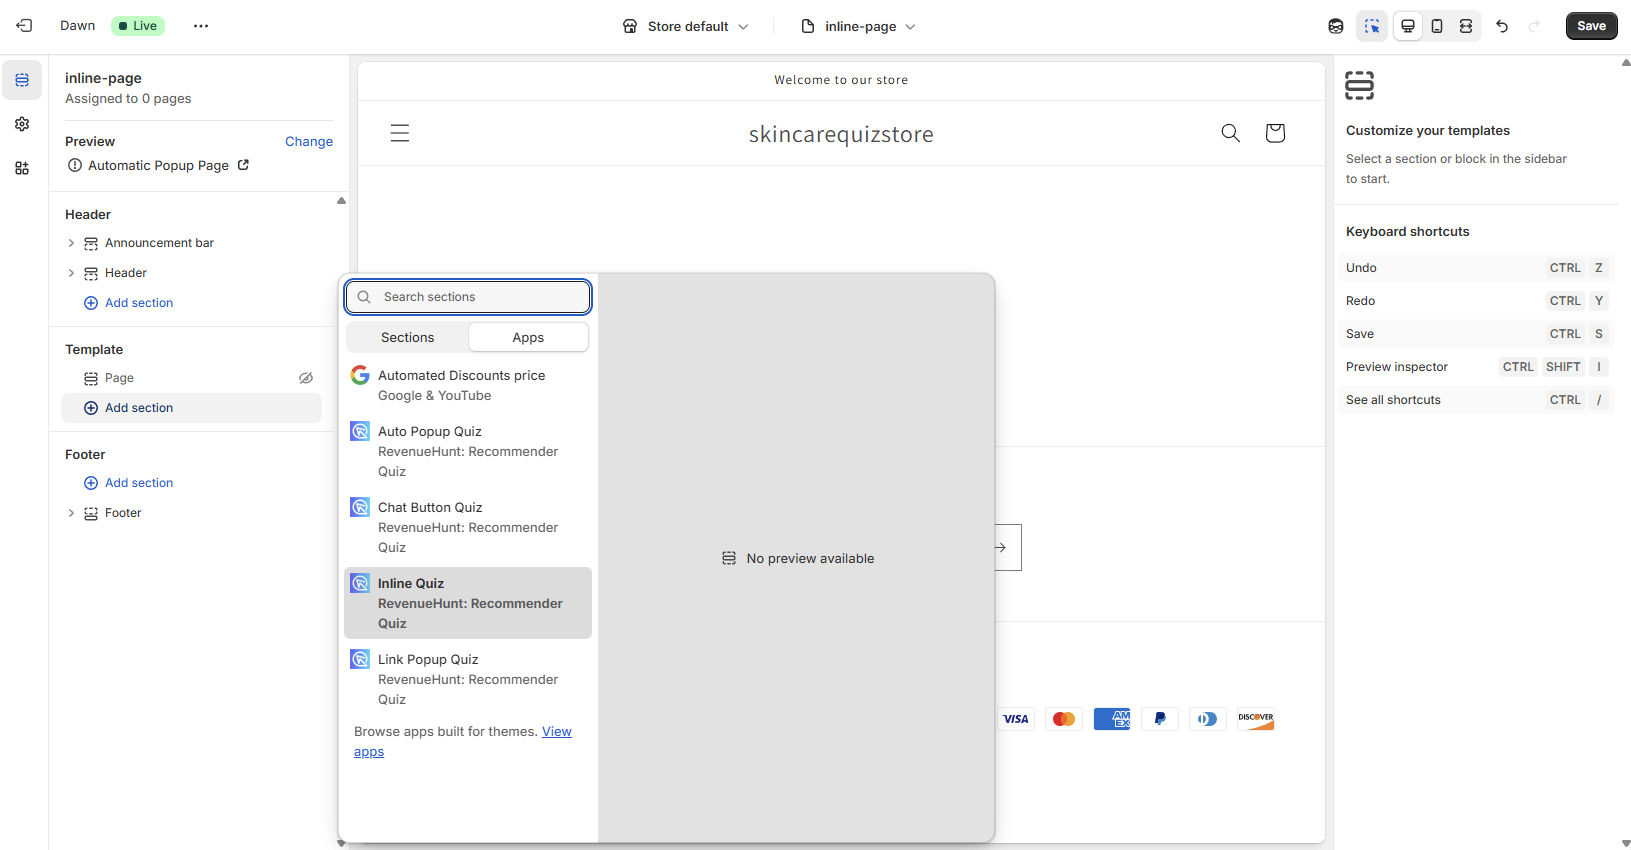 Dawn
Live
Store default
inline-page
Save
inline-page
Assigned to 0 pages
Preview
Change
Automatic Popup Page
Header
Announcement bar
Header
Add section
Template
Page
Add section
Footer
Add section
Footer
Welcome to our store
skincarequizstore
Search sections
Sections
Apps
Automated Discounts price
Google & YouTube
Auto Popup Quiz
RevenueHunt: Recommender
Quiz
Chat Button Quiz
RevenueHunt: Recommender
Quiz
Inline Quiz
RevenueHunt: Recommender
Quiz
Link Popup Quiz
RevenueHunt: Recommender
Quiz
Browse apps built for themes. View
apps
No preview available
VISA
AM
EX
DISCOVER
Customize your templates
Select a section or block in the sidebar
to start.
Keyboard shortcuts
Undo CTRL Z
Redo CTRL Y
Save CTRL S
Preview inspector CTRL SHIFT I
See all shortcuts CTRL /